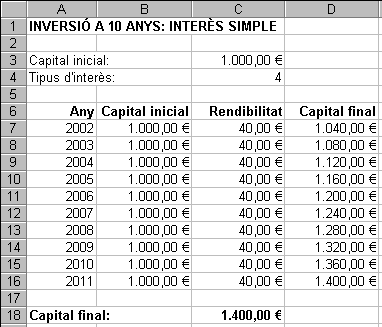 A B C D
1 INVERSIÓ A 10 ANYS: INTERÈS SIMPLE
2
3 Capital inicial: 1.000,00 €
4 Tipus d'interès: 4
5
6 Any Capital inicial Rendibilitat Capital final
7 2002 1.000,00 € 40,00 € 1.040,00 €
8 2003 1.000,00 € 40,00 € 1.080,00 €
9 2004 1.000,00 € 40,00 € 1.120,00 €
10 2005 1.000,00 € 40,00 € 1.160,00 €
11 2006 1.000,00 € 40,00 € 1.200,00 €
12 2007 1.000,00 € 40,00 € 1.240,00 €
13 2008 1.000,00 € 40,00 € 1.280,00 €
14 2009 1.000,00 € 40,00 € 1.320,00 €
15 2010 1.000,00 € 40,00 € 1.360,00 €
16 2011 1.000,00 € 40,00 € 1.400,00 €
17
18 Capital final: 1.400,00 €